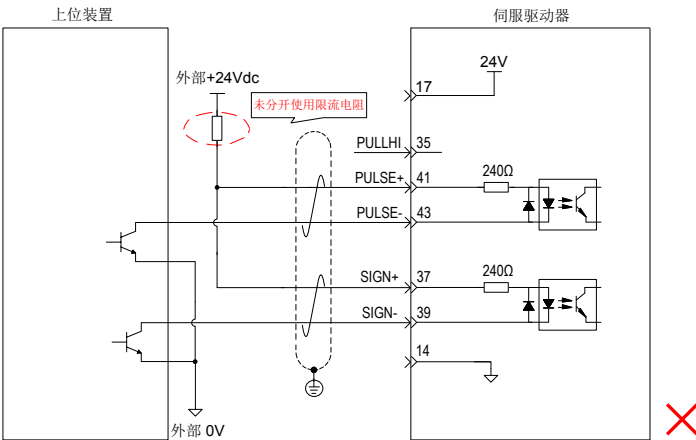 上位装置
伺服驱动器
外部+24Vdc
未分开使用限流电阻
24V
17
PULLHI
35
PULSE+
41
240Ω
PULSE-
43
SIGN+
37
240Ω
SIGN-
39
14
外部 0V